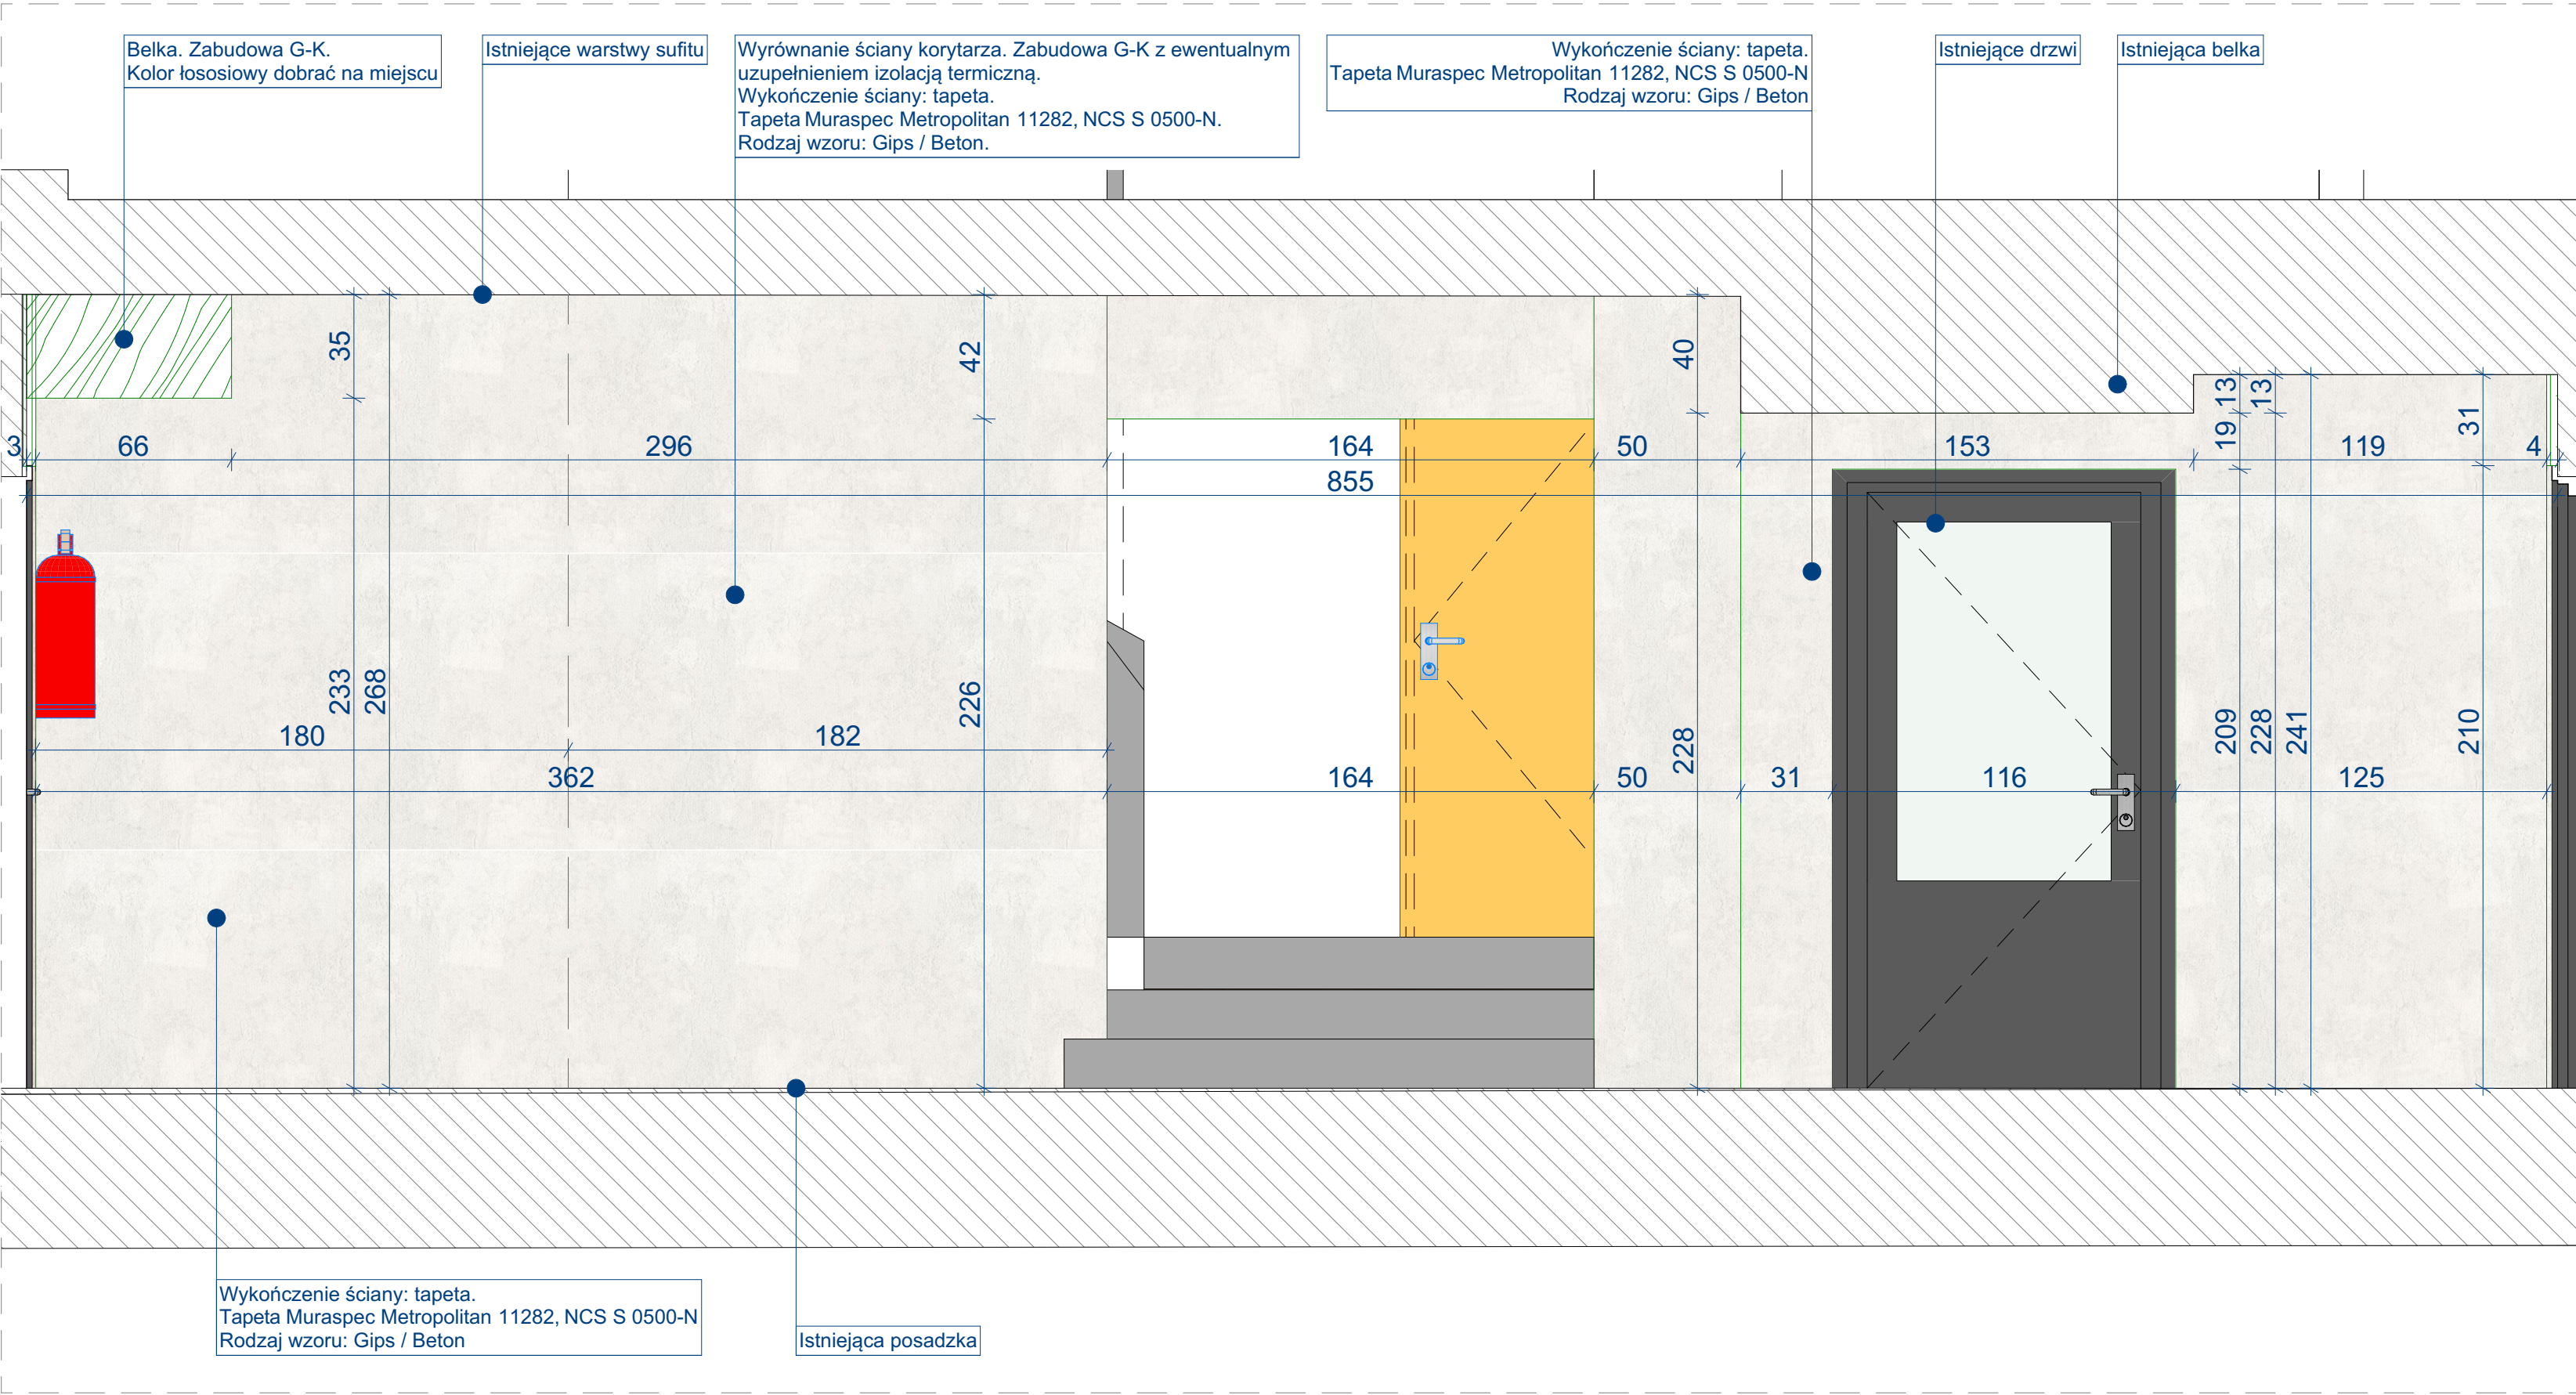 Belka. Zabudowa G-K.
Kolor łososiowy dobrać na miejscu
Istniejące warstwy sufitu
Wyrównanie ściany korytarza. Zabudowa G-K z ewentualnym
uzupełnieniem izolacją termiczną.
Wykończenie ściany: tapeta.
Tapeta Muraspec Metropolitan 11282, NCS S 0500-N.
Rodzaj wzoru: Gips / Beton.
Wykończenie ściany: tapeta.
Tapeta Muraspec Metropolitan 11282, NCS S 0500-N
Rodzaj wzoru: Gips / Beton
Istniejące drzwi
Istniejąca belka
35
42
40
13
13
31
19
3
66
296
164
50
153
119
4
855
233
268
226
228
209
228
241
210
180
182
362
164
50
31
116
125
Wykończenie ściany: tapeta.
Tapeta Muraspec Metropolitan 11282, NCS S 0500-N
Rodzaj wzoru: Gips / Beton
Istniejąca posadzka